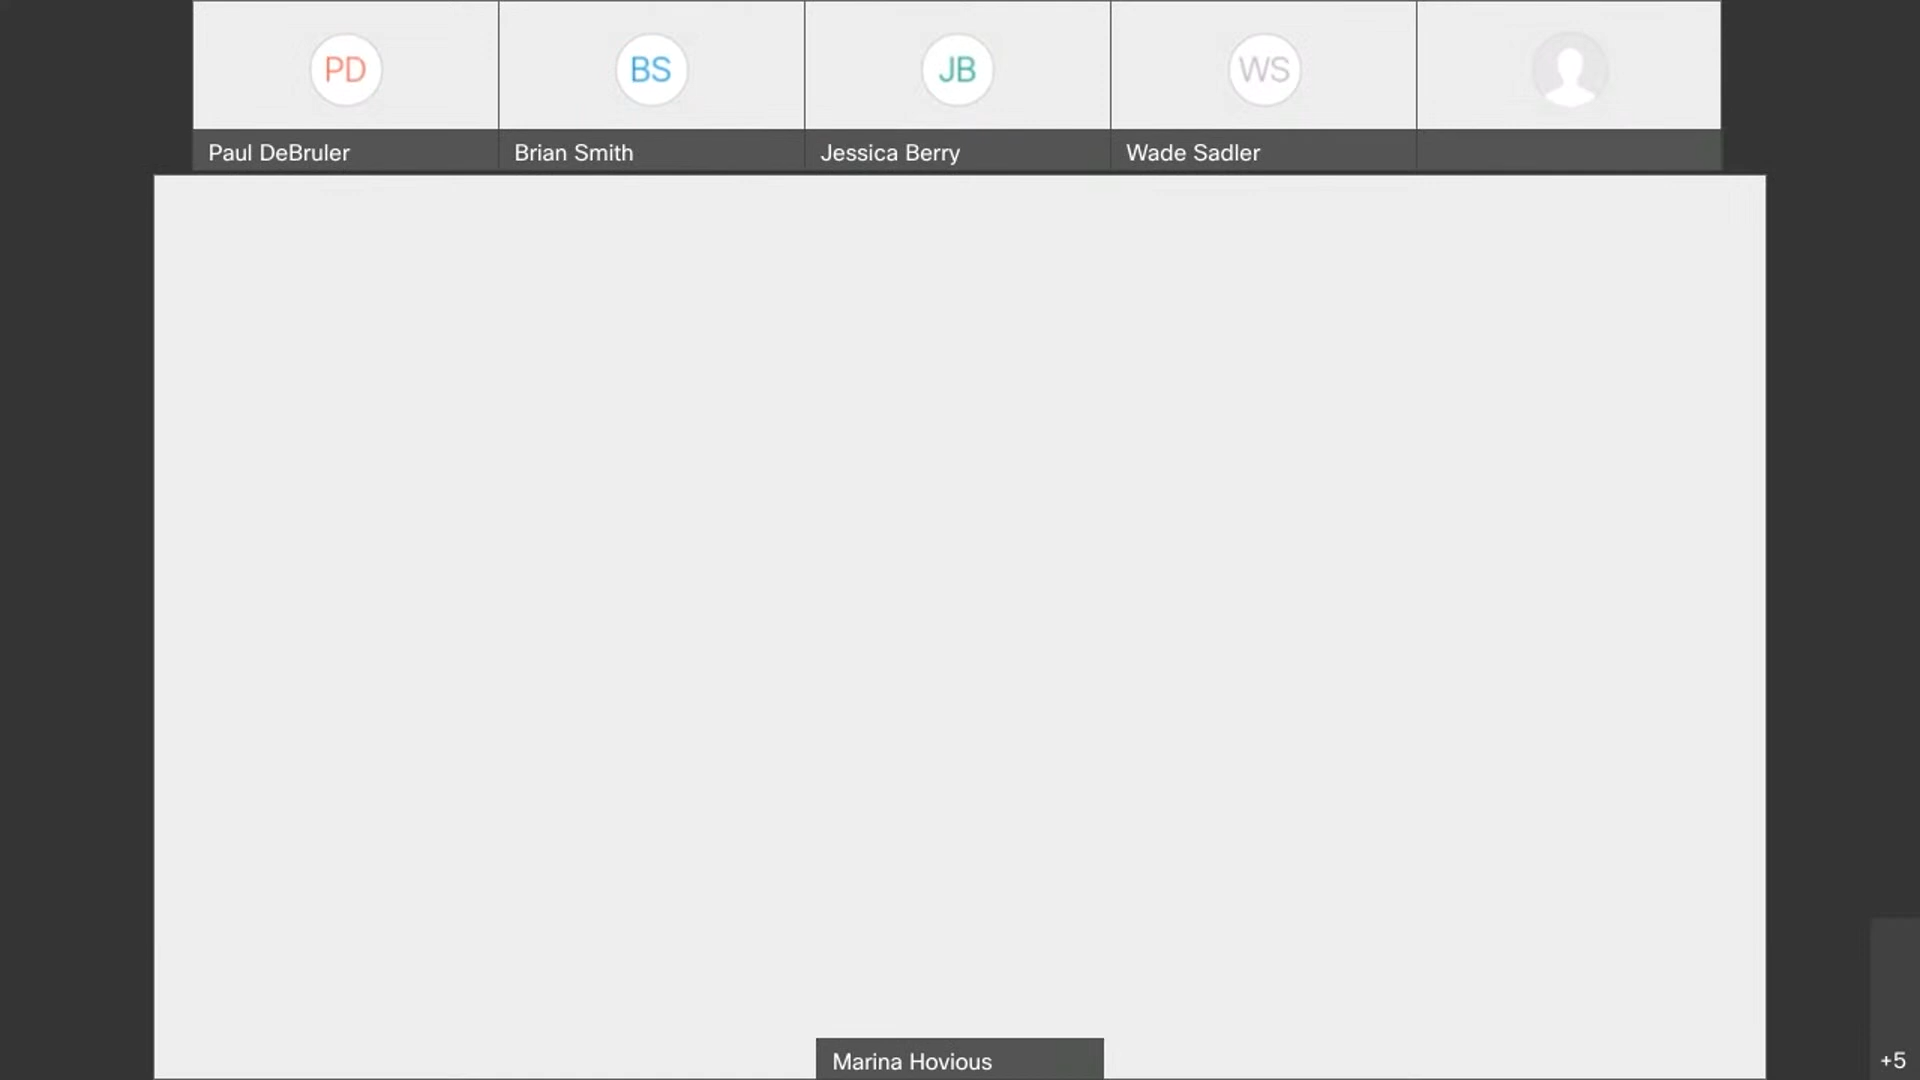 PD
BS
JB
WS
Paul DeBruler
Brian Smith
Jessica Berry
Wade Sadler
Marina Hovious
+5